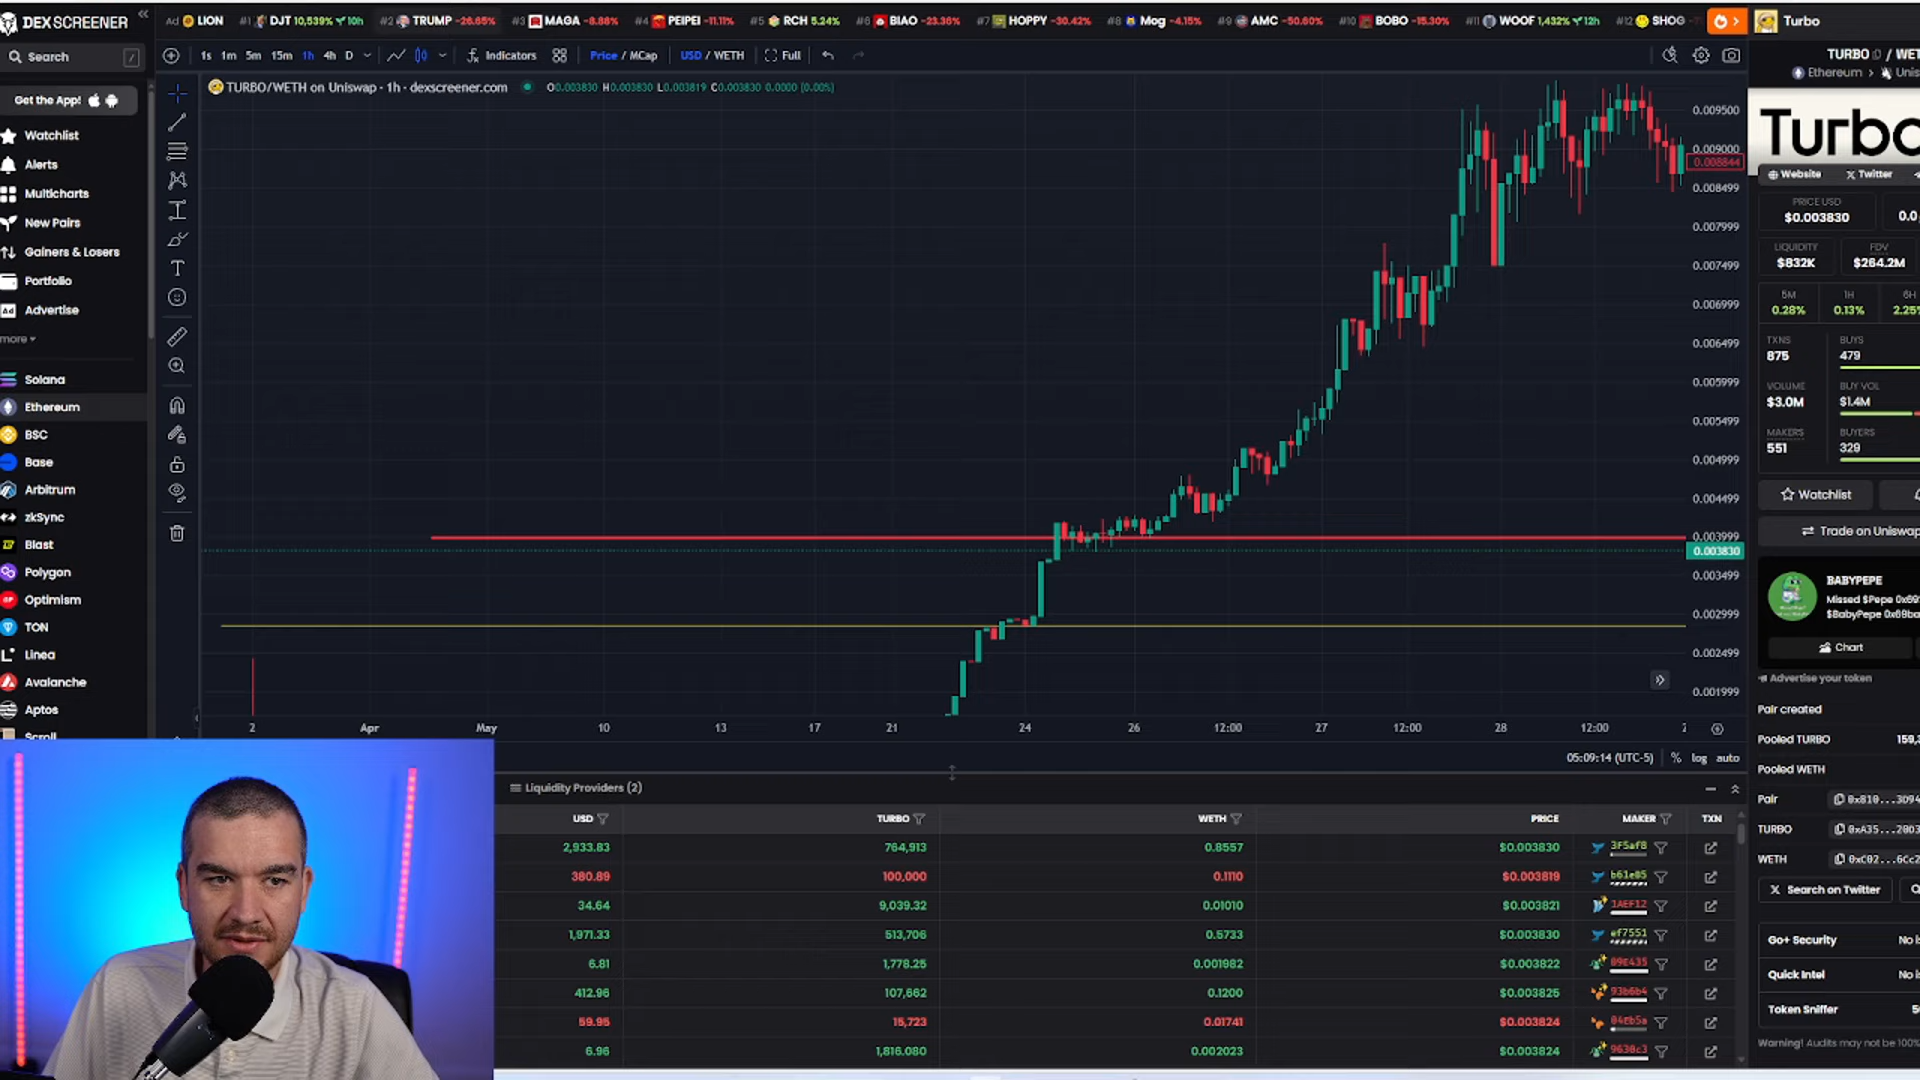 DEX SCREENER
Ad LION #1 DJT 10,539% 10h #2 TRUMP -26.65% #3 MAGA -8.86% #4 PEIPEI -11.11% #5 RCH 5.24% #6 BIAO -23.36% #7 HOPPY -30.42% #8 Mog -4.15% #9 AMC -50.60% #10 BOBO -15.30% #11 WOOF 1,432% 12h #12 SHOG
Turbo
Search /
1s 1m 5m 15m 1h 4h D Indicators Price / MCap USD / WETH Full
TURBO / WE
Ethereum > Unis
Get the App!
Watchlist
Alerts
Multicharts
New Pairs
Gainers & Losers
Portfolio
Ad Advertise
more
Solana
Ethereum
BSC
Base
Arbitrum
zkSync
Blast
Polygon
Optimism
TON
Linea
Avalanche
Aptos
Scroll
TURBO/WETH on Uniswap · 1h · dexscreener.com O0.003830 H0.003830 L0.003819 C0.003830 0.0000 (0.00%)
0.009500
0.009000
0.008844
0.008499
0.007999
0.007499
0.006999
0.006499
0.005999
0.005499
0.004999
0.004499
0.003999
0.003830
0.003499
0.002999
0.002499
0.001999
2 Apr May 10 13 17 21 24 26 12:00 27 12:00 28 12:00 2
05:09:14 (UTC-5) % log auto
Turbo
Website Twitter
PRICE USD
$0.003830 0.0
LIQUIDITY FDV
$832K $264.2M
5M 1H 6H
0.28% 0.13% 2.25%
TXNS BUYS
875 479
VOLUME BUY VOL
$3.0M $1.4M
MAKERS BUYERS
551 329
Watchlist
Trade on Uniswap
BABYPEPE
Missed $Pepe 0x69
$BabyPepe 0x69ba
Chart
Advertise your token
Pair created
Pooled TURBO 159,
Pooled WETH
Pair 0x810...3D94
TURBO 0xA35...2803
WETH 0xC02...6Cc2
Search on Twitter
Go+ Security No i
Quick Intel No i
Token Sniffer 5
Warning! Audits may not be 100%
Liquidity Providers (2)
USD TURBO WETH PRICE MAKER TXN
2,933.83 764,913 0.8557 $0.003830 3F5af8
380.89 100,000 0.1110 $0.003819 b61e85
34.64 9,039.32 0.01010 $0.003821 1AEF12
1,971.33 513,706 0.5733 $0.003830 ef7551
6.81 1,778.25 0.001982 $0.003822 89E435
412.96 107,662 0.1200 $0.003825 93b6b4
59.95 15,723 0.01741 $0.003824 84Eb5a
6.96 1,816.080 0.002023 $0.003824 9638c3